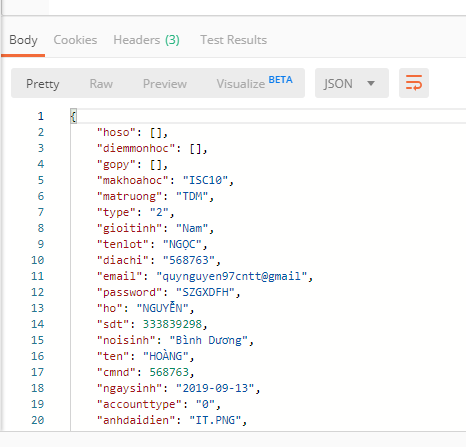 Body Cookies Headers (3) Test Results
Pretty Raw Preview Visualize BETA JSON
1 {
2 "hoso": [],
3 "diemmonhoc": [],
4 "gopy": [],
5 "makhoahoc": "ISC10",
6 "matruong": "TDM",
7 "type": "2",
8 "gioitinh": "Nam",
9 "tenlot": "NGỌC",
10 "diachi": "568763",
11 "email": "quynguyen97cntt@gmail",
12 "password": "SZGXDFH",
13 "ho": "NGUYỄN",
14 "sdt": 333839298,
15 "noisinh": "Bình Dương",
16 "ten": "HOÀNG",
17 "cmnd": 568763,
18 "ngaysinh": "2019-09-13",
19 "accounttype": "0",
20 "anhdaidien": "IT.PNG",